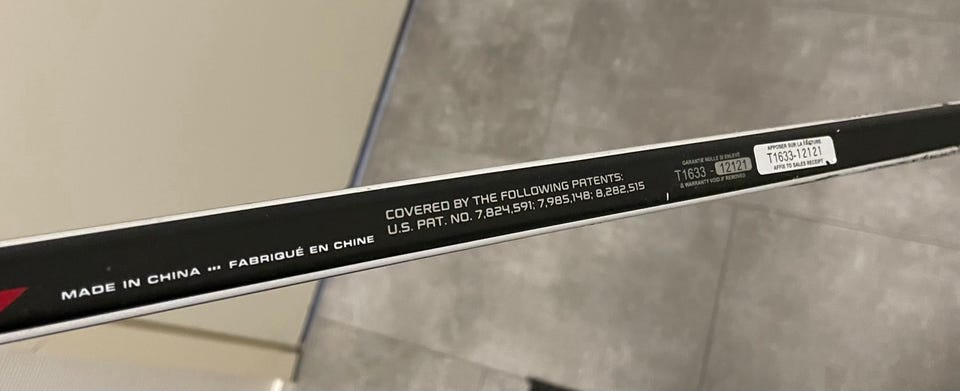 MADE IN CHINA ... FABRIQUÉ EN CHINE
COVERED BY THE FOLLOWING PATENTS:
U.S. PAT. NO. 7,824,591; 7,985,148; 8,282,515
GARANTIE NULLE SI ENLEVÉ
T1633 - 12121
& WARRANTY VOID IF REMOVED
APPOSER SUR LA FACTURE
T1633-12121
AFFIX TO SALES RECEIPT